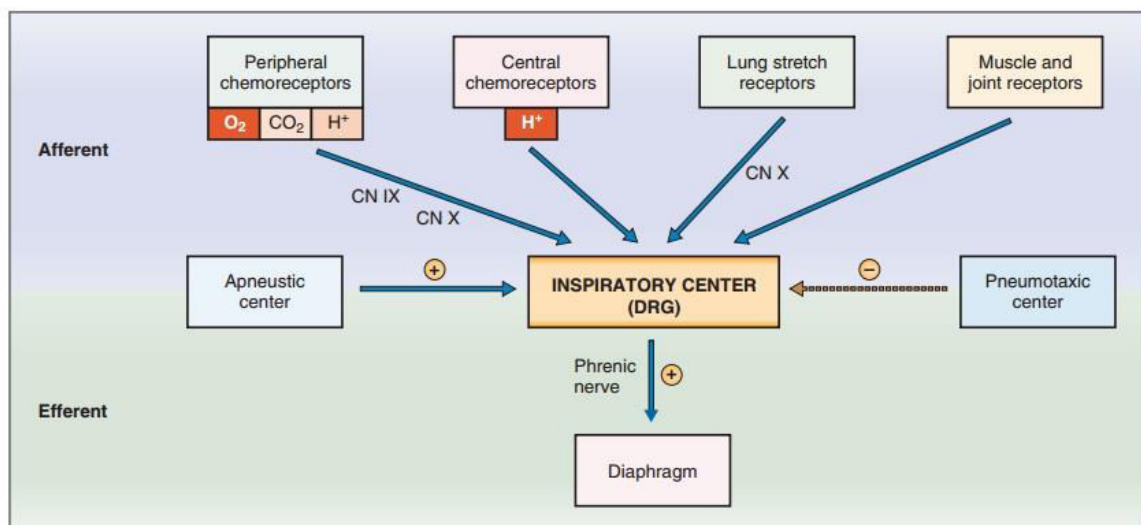 Peripheral
chemoreceptors
O₂ CO₂ H⁺
Central
chemoreceptors
H⁺
Lung stretch
receptors
Muscle and
joint receptors
Afferent
CN IX
CN X
CN X
Apneustic
center
+
INSPIRATORY CENTER
(DRG)
−
Pneumotaxic
center
Phrenic
nerve
+
Efferent
Diaphragm